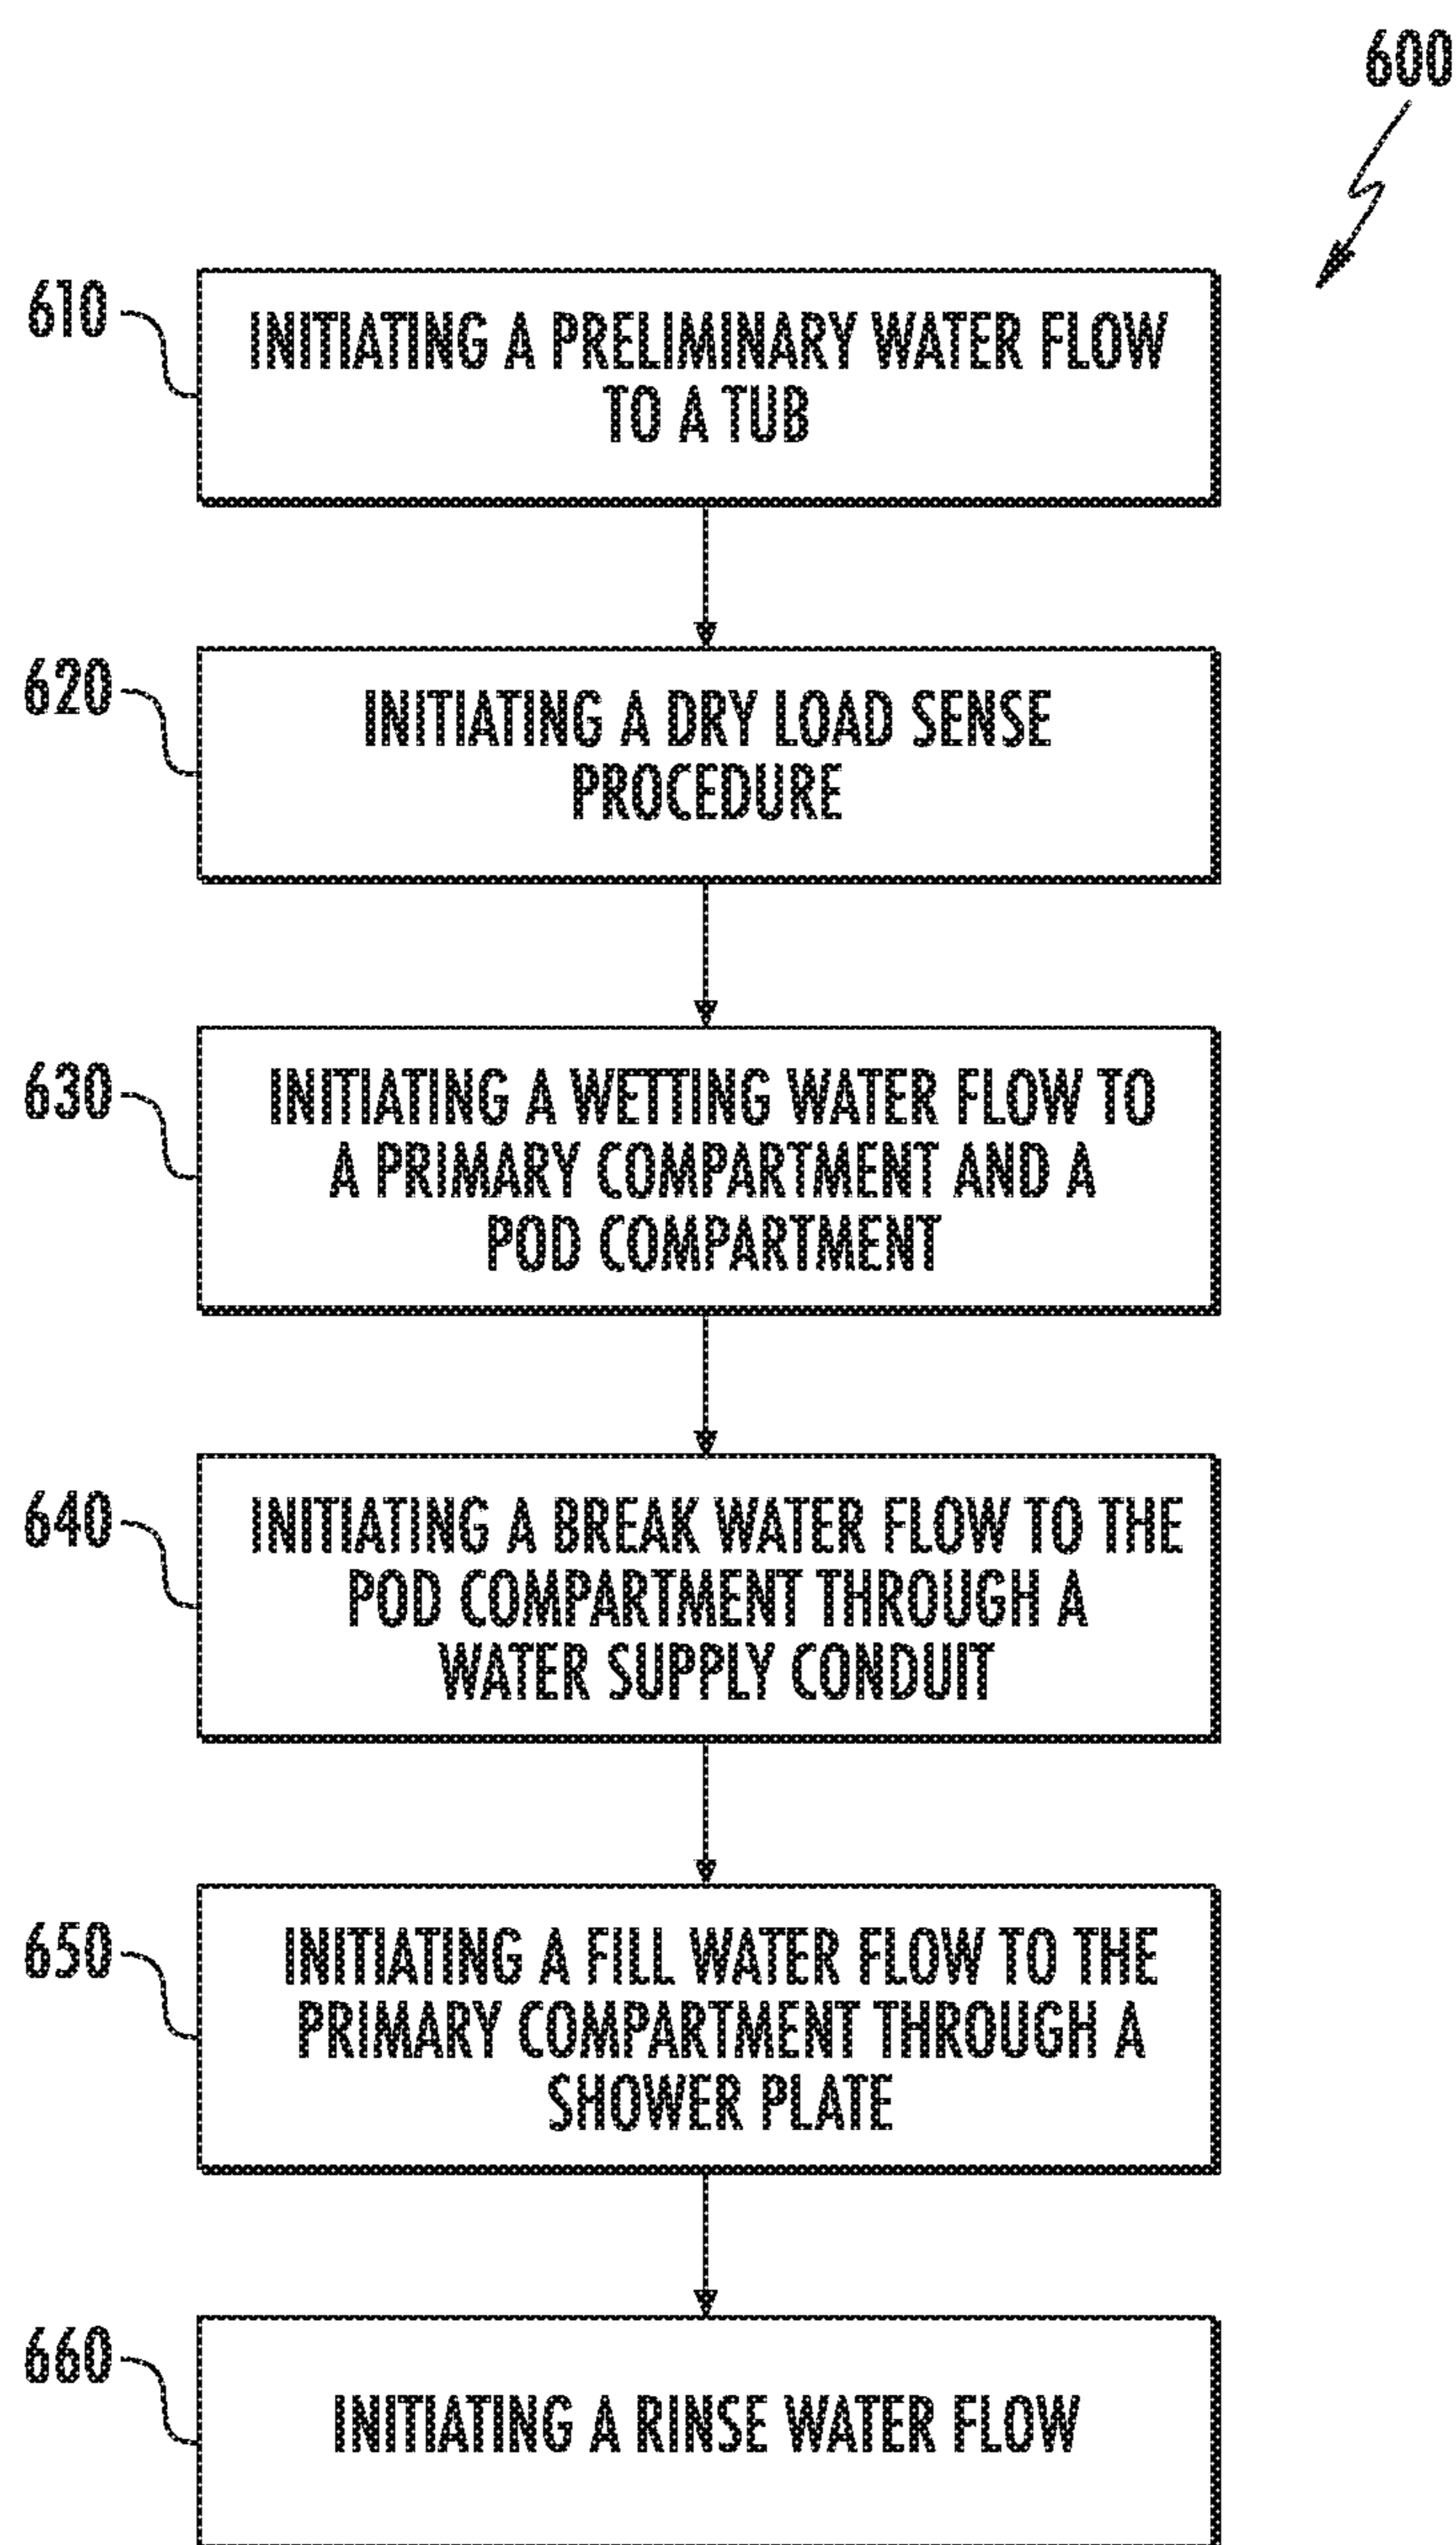 600
610
INITIATING A PRELIMINARY WATER FLOW
TO A TUB
620
INITIATING A DRY LOAD SENSE
PROCEDURE
630
INITIATING A WETTING WATER FLOW TO
A PRIMARY COMPARTMENT AND A
POD COMPARTMENT
640
INITIATING A BREAK WATER FLOW TO THE
POD COMPARTMENT THROUGH A
WATER SUPPLY CONDUIT
650
INITIATING A FILL WATER FLOW TO THE
PRIMARY COMPARTMENT THROUGH A
SHOWER PLATE
660
INITIATING A RINSE WATER FLOW